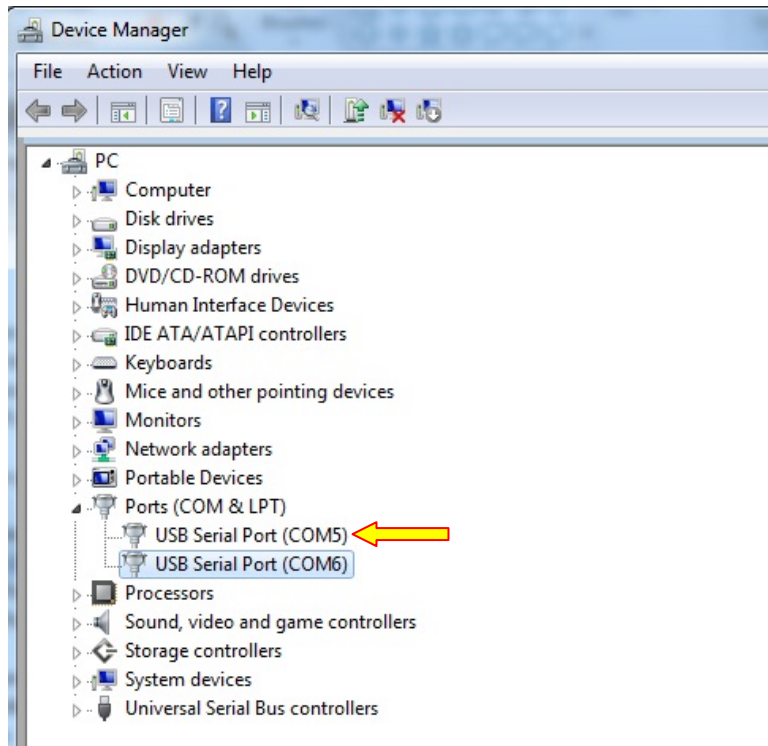 Device Manager
File Action View Help
PC
Computer
Disk drives
Display adapters
DVD/CD-ROM drives
Human Interface Devices
IDE ATA/ATAPI controllers
Keyboards
Mice and other pointing devices
Monitors
Network adapters
Portable Devices
Ports (COM & LPT)
USB Serial Port (COM5)
USB Serial Port (COM6)
Processors
Sound, video and game controllers
Storage controllers
System devices
Universal Serial Bus controllers